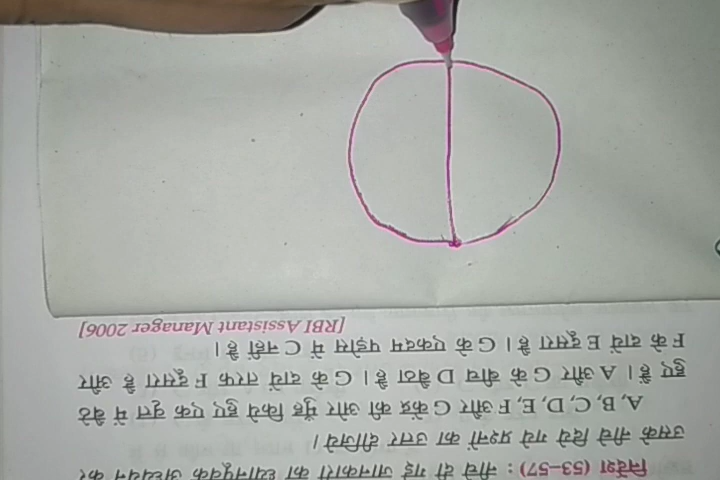 निर्देश (53–57) : नीचे दी गई जानकारी का ध्यानपूर्वक अध्ययन कर
उसके नीचे दिये गये प्रश्नों का उत्तर दीजिये।
A, B, C, D, E, F और G केंद्र की ओर मुँह किये हुए एक वृत्त में बैठे
हुए हैं। A और G के बीच D बैठा है। G के दायें तरफ F दूसरा है और
F के दायें E दूसरा है। G के एकदम पड़ोस में C नहीं है।
[RBI Assistant Manager 2006]